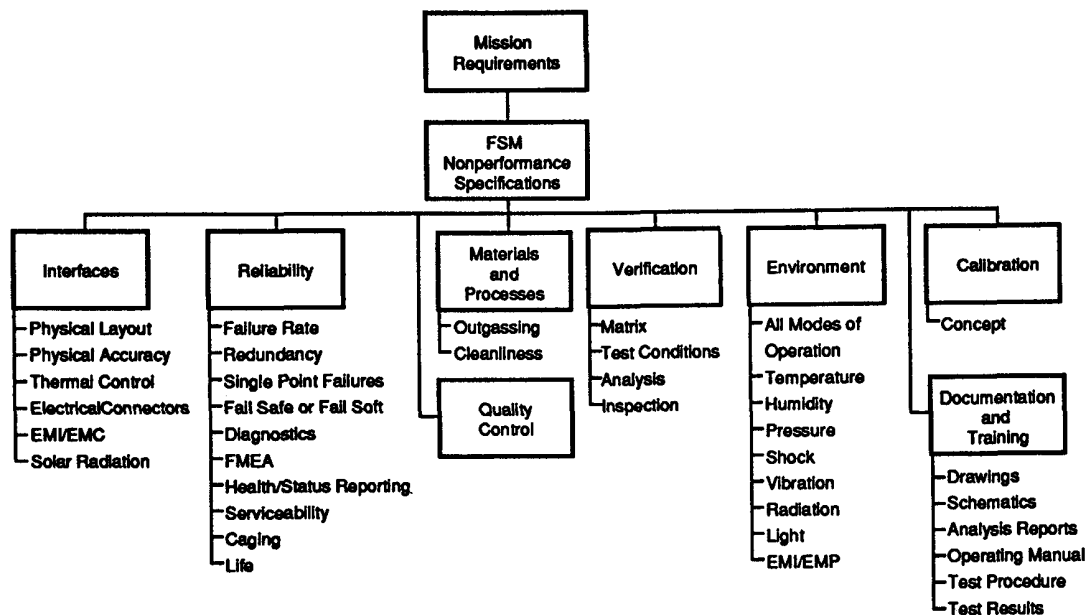 Mission
Requirements
FSM
Nonperformance
Specifications
Interfaces
Physical Layout
Physical Accuracy
Thermal Control
ElectricalConnectors
EMI/EMC
Solar Radiation
Reliability
Failure Rate
Redundancy
Single Point Failures
Fail Safe or Fail Soft
Diagnostics
FMEA
Health/Status Reporting
Serviceability
Caging
Life
Materials
and
Processes
Outgassing
Cleanliness
Quality
Control
Verification
Matrix
Test Conditions
Analysis
Inspection
Environment
All Modes of
Operation
Temperature
Humidity
Pressure
Shock
Vibration
Radiation
Light
EMI/EMP
Calibration
Concept
Documentation
and
Training
Drawings
Schematics
Analysis Reports
Operating Manual
Test Procedure
Test Results